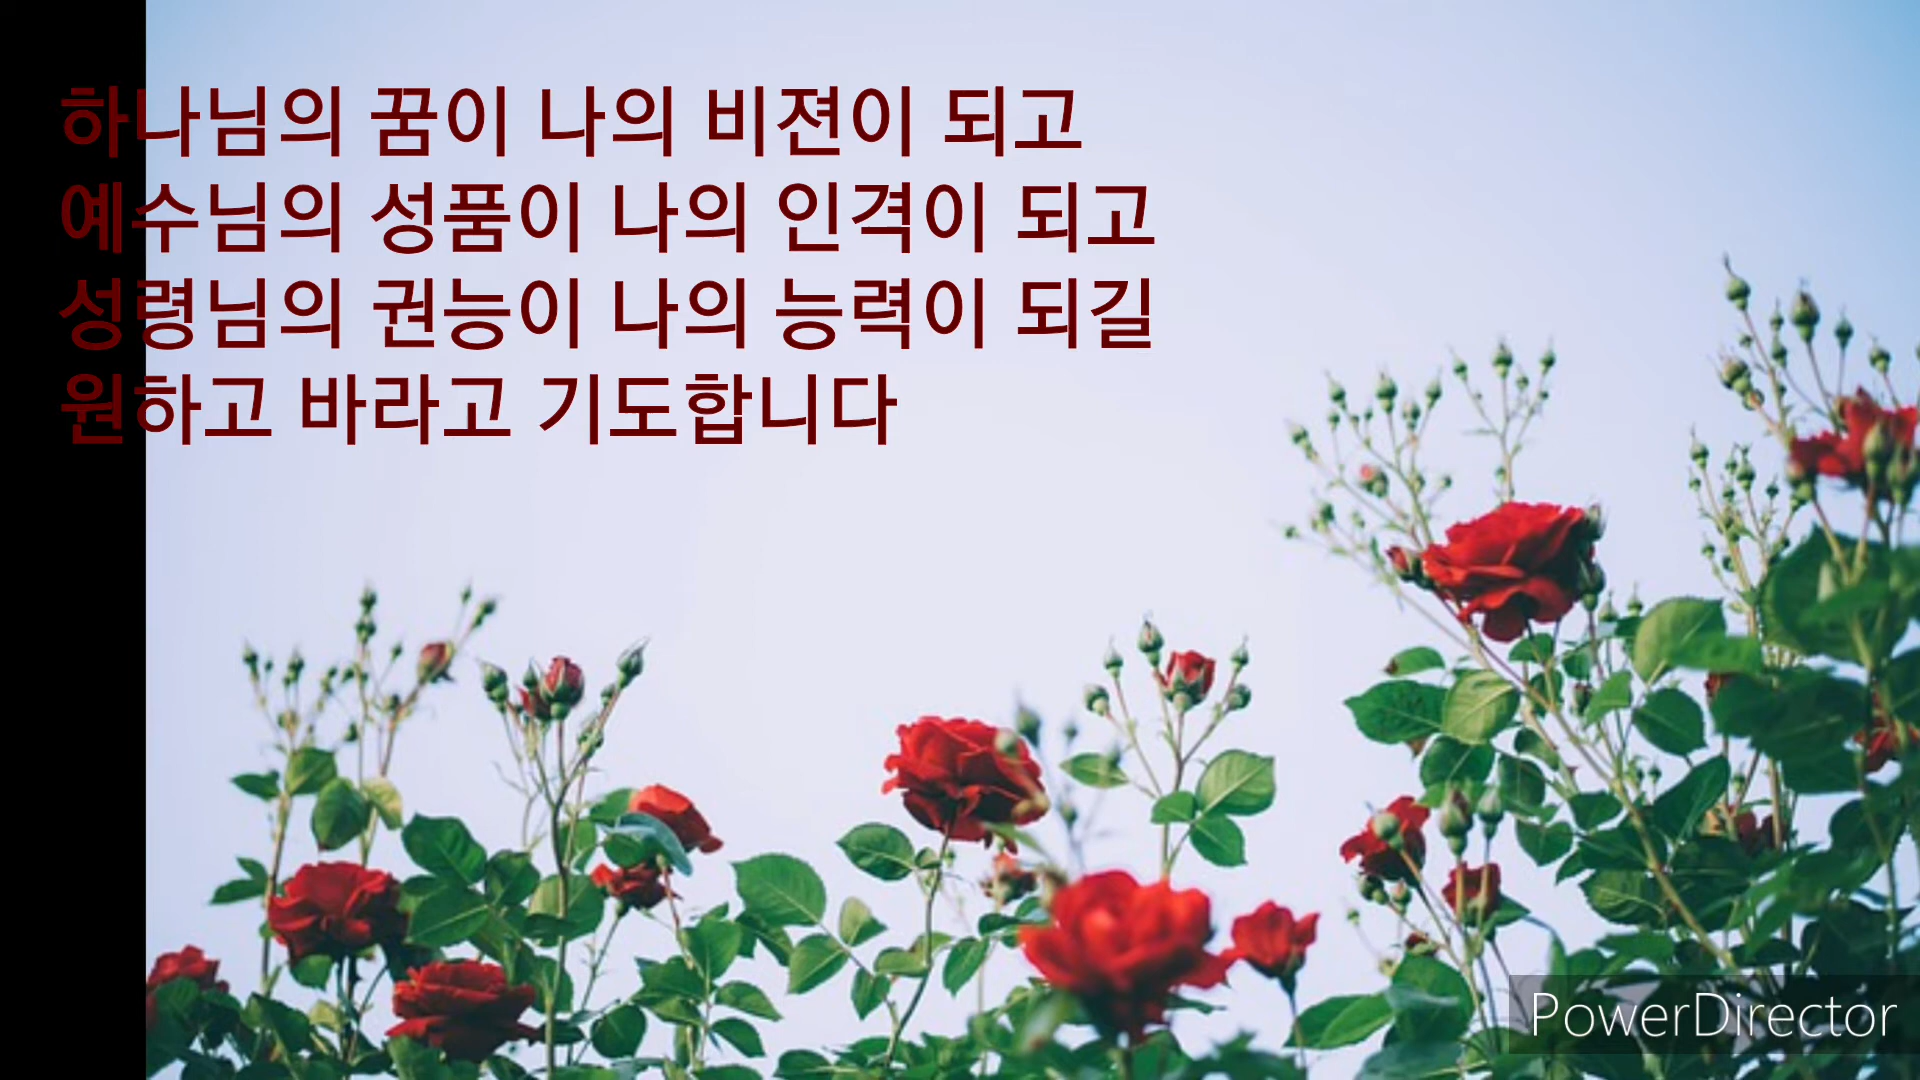 하나님의 꿈이 나의 비젼이 되고
예수님의 성품이 나의 인격이 되고
성령님의 권능이 나의 능력이 되길
원하고 바라고 기도합니다
PowerDirector